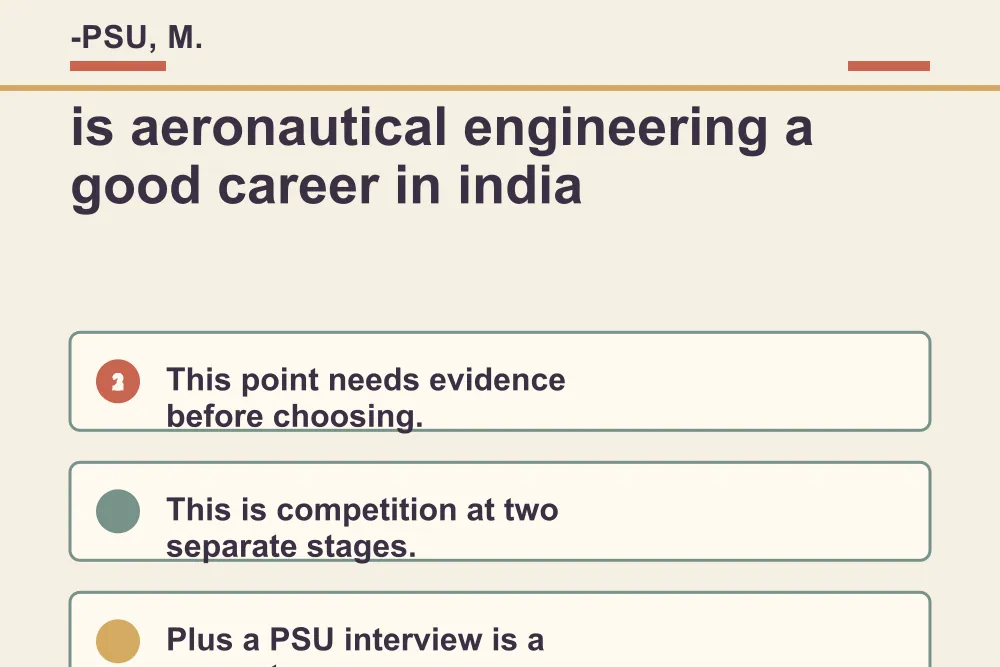 -PSU, M.
is aeronautical engineering a
good career in india
This point needs evidence
before choosing.
This is competition at two
separate stages.
Plus a PSU interview is a